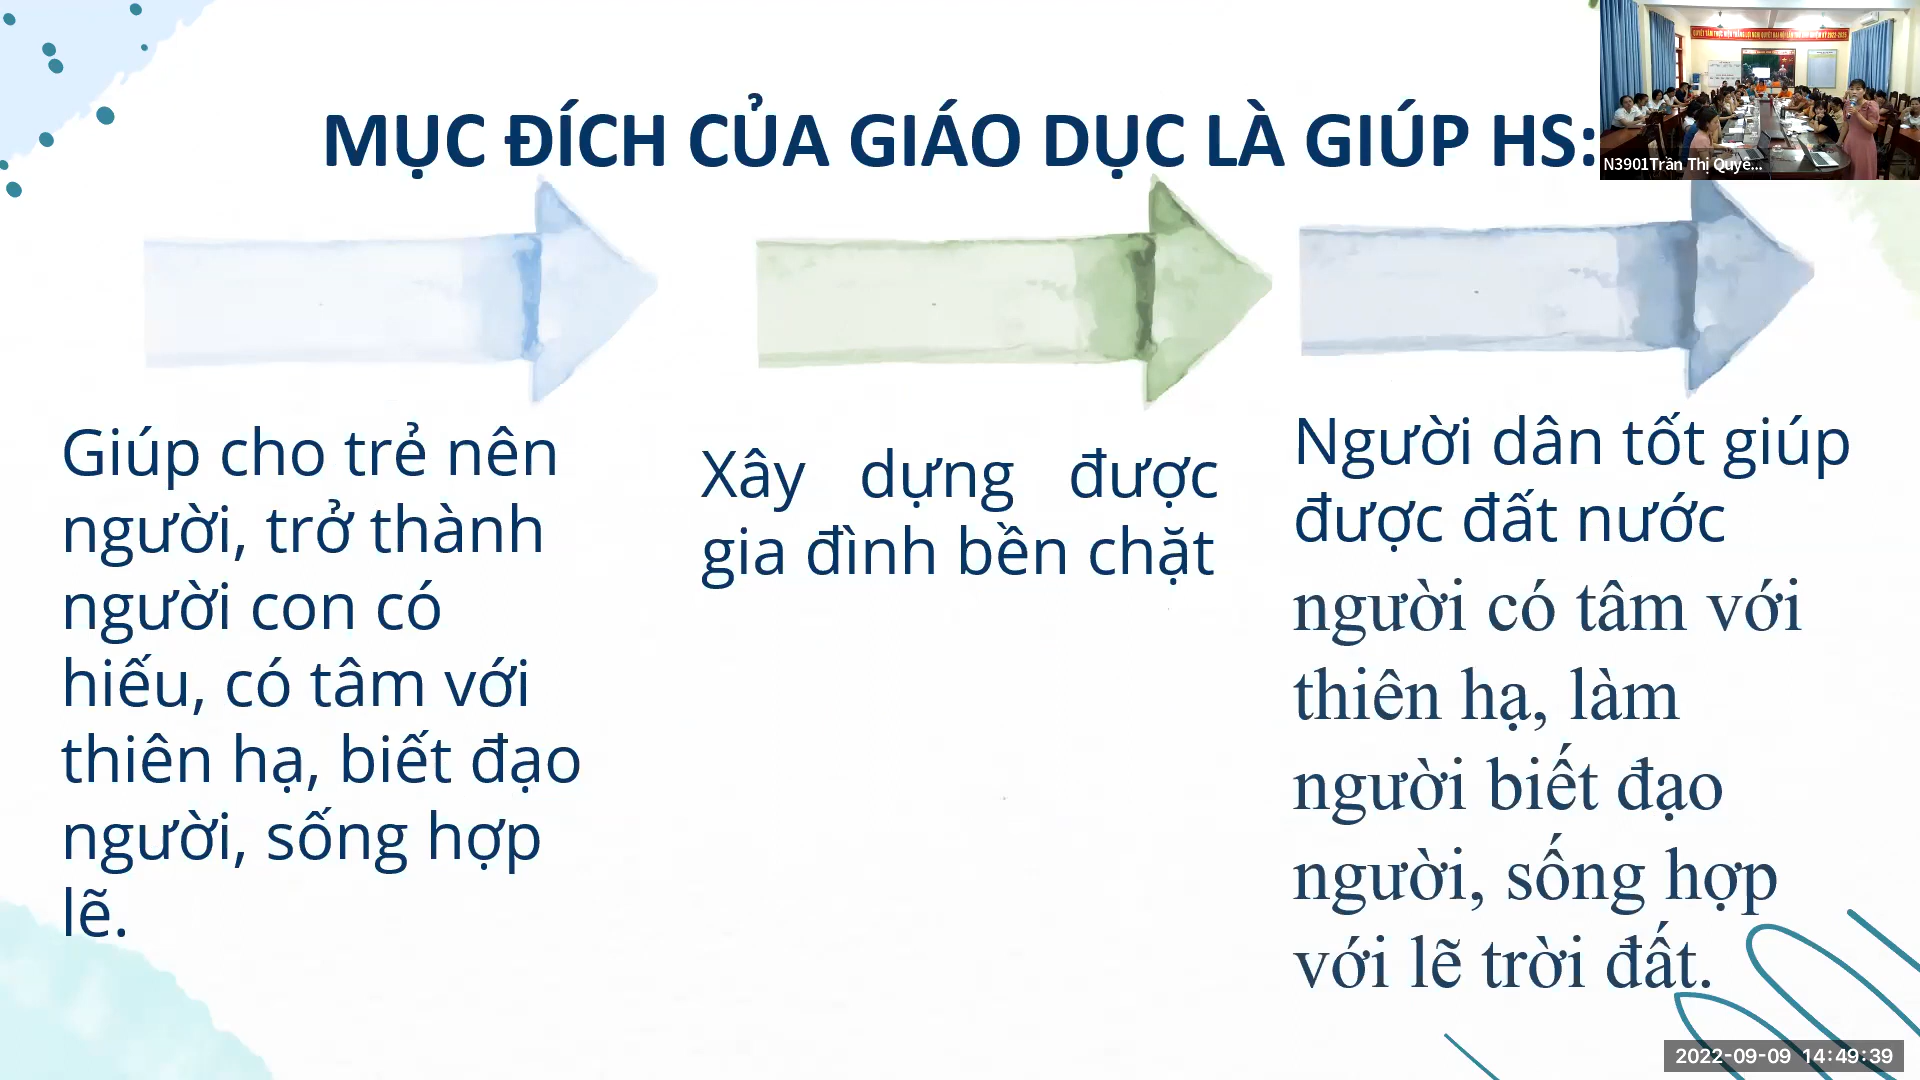 MỤC ĐÍCH CỦA GIÁO DỤC LÀ GIÚP HS:
N3901Trần Thị Quyê...
Giúp cho trẻ nên
người, trở thành
người con có
hiếu, có tâm với
thiên hạ, biết đạo
người, sống hợp
lẽ.
Xây dựng được
gia đình bền chặt
Người dân tốt giúp
được đất nước
người có tâm với
thiên hạ, làm
người biết đạo
người, sống hợp
với lẽ trời đất.
2022-09-09 14:49:39